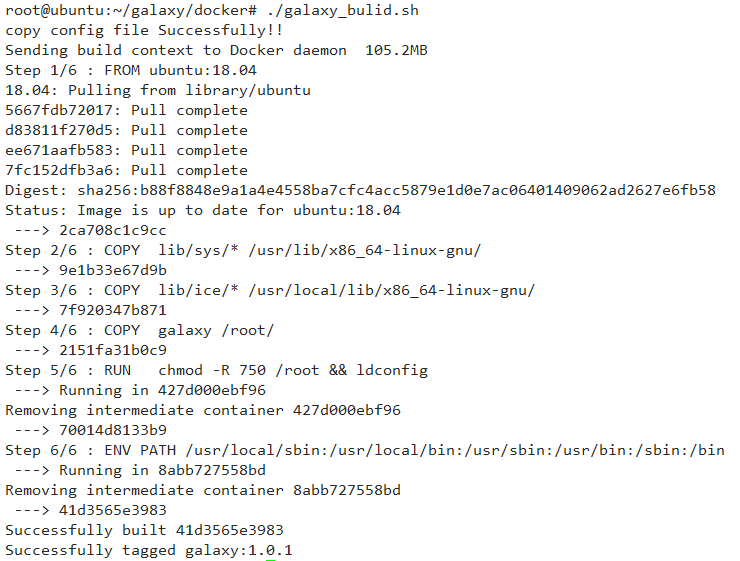 root@ubuntu:~/galaxy/docker# ./galaxy_bulid.sh
copy config file Successfully!!
Sending build context to Docker daemon  105.2MB
Step 1/6 : FROM ubuntu:18.04
18.04: Pulling from library/ubuntu
5667fdb72017: Pull complete
d83811f270d5: Pull complete
ee671aafb583: Pull complete
7fc152dfb3a6: Pull complete
Digest: sha256:b88f8848e9a1a4e4558ba7cfc4acc5879e1d0e7ac06401409062ad2627e6fb58
Status: Image is up to date for ubuntu:18.04
 ---> 2ca708c1c9cc
Step 2/6 : COPY  lib/sys/* /usr/lib/x86_64-linux-gnu/
 ---> 9e1b33e67d9b
Step 3/6 : COPY  lib/ice/* /usr/local/lib/x86_64-linux-gnu/
 ---> 7f920347b871
Step 4/6 : COPY  galaxy /root/
 ---> 2151fa31b0c9
Step 5/6 : RUN   chmod -R 750 /root && ldconfig
 ---> Running in 427d000ebf96
Removing intermediate container 427d000ebf96
 ---> 70014d8133b9
Step 6/6 : ENV PATH /usr/local/sbin:/usr/local/bin:/usr/sbin:/usr/bin:/sbin:/bin
 ---> Running in 8abb727558bd
Removing intermediate container 8abb727558bd
 ---> 41d3565e3983
Successfully built 41d3565e3983
Successfully tagged galaxy:1.0.1